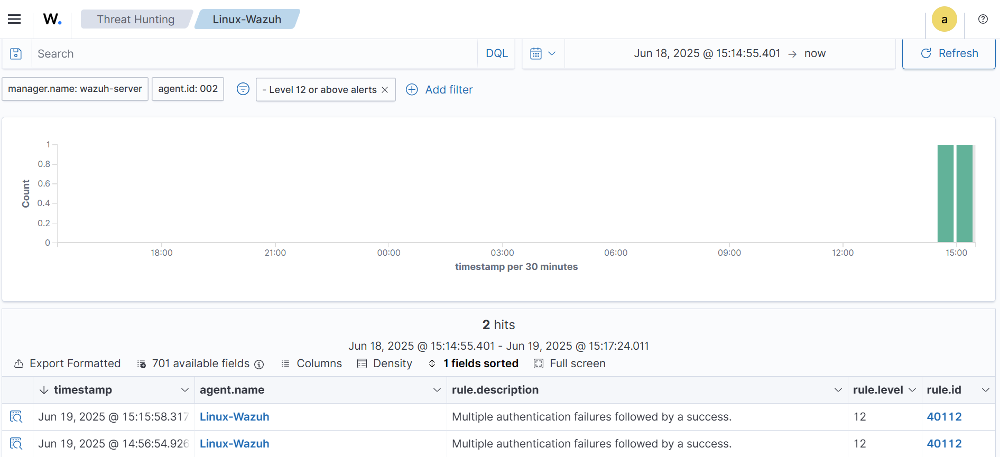 W.
Threat Hunting
Linux-Wazuh
a
Search
DQL
Jun 18, 2025 @ 15:14:55.401 → now
Refresh
manager.name: wazuh-server
agent.id: 002
- Level 12 or above alerts
Add filter
Count
1
0.8
0.6
0.4
0.2
0
18:00 21:00 00:00 03:00 06:00 09:00 12:00 15:00
timestamp per 30 minutes
2 hits
Jun 18, 2025 @ 15:14:55.401 - Jun 19, 2025 @ 15:17:24.011
Export Formatted 701 available fields Columns Density 1 fields sorted Full screen
timestamp agent.name rule.description rule.level rule.id
Jun 19, 2025 @ 15:15:58.317 Linux-Wazuh Multiple authentication failures followed by a success. 12 40112
Jun 19, 2025 @ 14:56:54.926 Linux-Wazuh Multiple authentication failures followed by a success. 12 40112